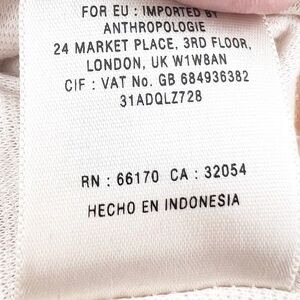 FOR EU : IMPORTED BY
ANTHROPOLOGIE
24 MARKET PLACE, 3RD FLOOR,
LONDON, UK W1W8AN
CIF : VAT No. GB 684936382
31ADQLZ728
RN : 66170 CA : 32054
HECHO EN INDONESIA